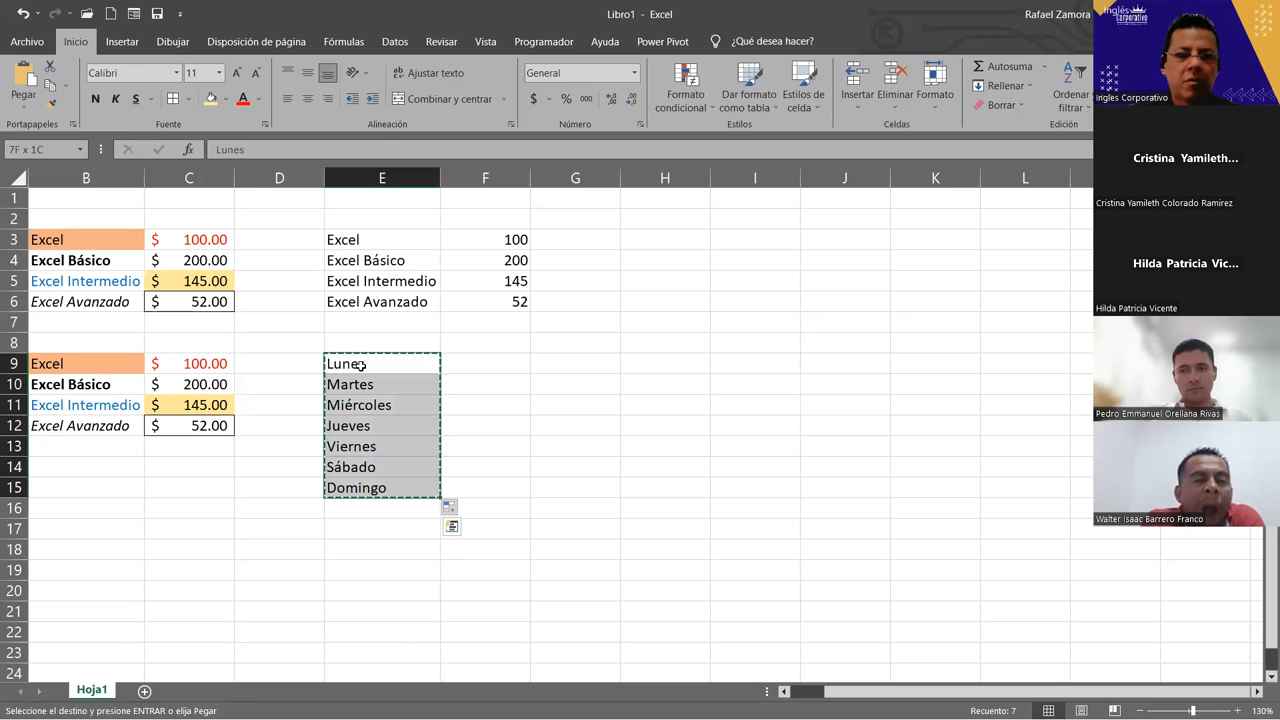 Libro1 - Excel
Rafael Zamora
Archivo Inicio Insertar Dibujar Disposición de página Fórmulas Datos Revisar Vista Programador Ayuda Power Pivot ¿Qué desea hacer?
Pegar
Calibri 11
N K S
Ajustar texto
Combinar y centrar
General
$ % 000
Formato condicional
Dar formato como tabla
Estilos de celda
Insertar Eliminar Formato
Autosuma
Rellenar
Borrar
Ordenar
filtrar
Portapapeles Fuente Alineación Número Estilos Celdas Edición
7F x 1C fx Lunes
B C D E F G H I J K L
1
2
3 Excel $ 100.00 Excel 100
4 Excel Básico $ 200.00 Excel Básico 200
5 Excel Intermedio $ 145.00 Excel Intermedio 145
6 Excel Avanzado $ 52.00 Excel Avanzado 52
7
8
9 Excel $ 100.00 Lunes
10 Excel Básico $ 200.00 Martes
11 Excel Intermedio $ 145.00 Miércoles
12 Excel Avanzado $ 52.00 Jueves
13 Viernes
14 Sábado
15 Domingo
16
17
18
19
20
21
22
23
24
Hoja1
Seleccione el destino y presione ENTRAR o elija Pegar
Recuento: 7
130%
Inglés
Corporativo
Ingles Corporativo
Cristina Yamileth...
Cristina Yamileth Colorado Ramirez
Hilda Patricia Vic...
Hilda Patricia Vicente
Pedro Emmanuel Orellana Rivas
Walter Isaac Barrero Franco